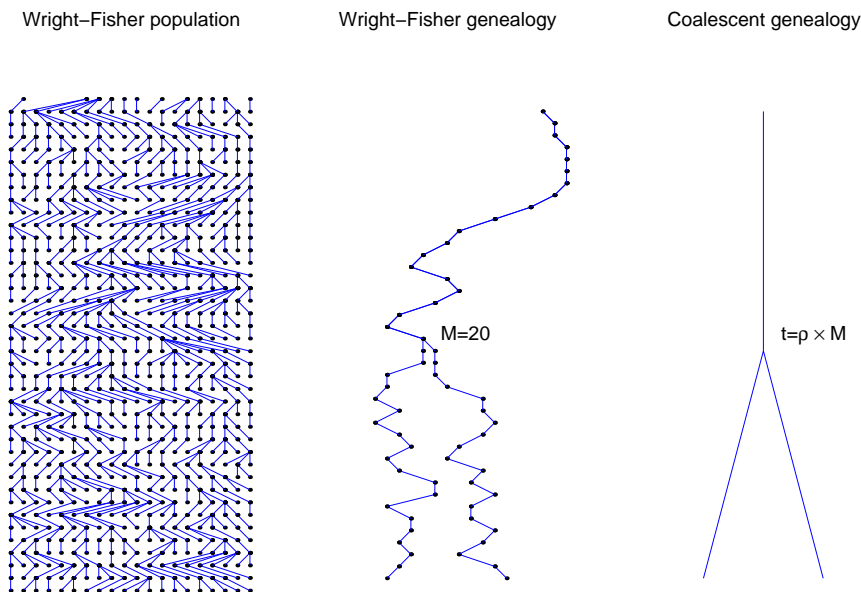 Wright−Fisher population
Wright−Fisher genealogy
Coalescent genealogy
M=20
t=ρ × M